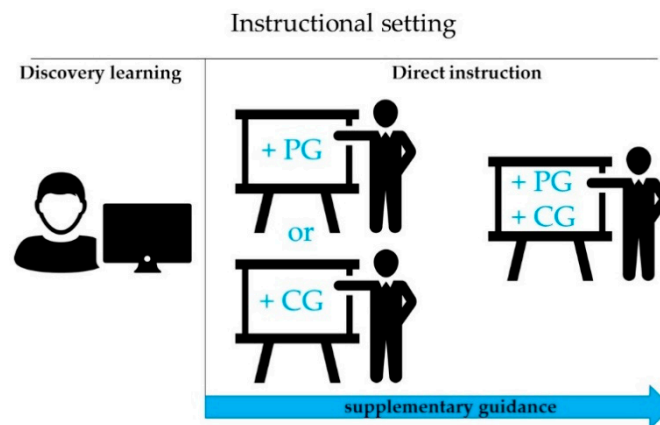 Instructional setting
Discovery learning
Direct instruction
+ PG
or
+ CG
+ PG
+ CG
supplementary guidance